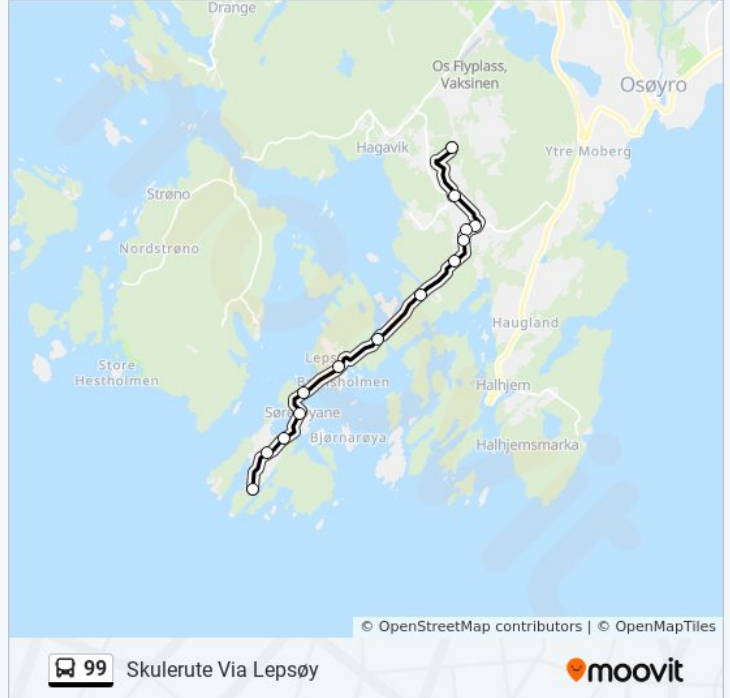 Drange
Os Flyplass,
Vaksinen
Osøyro
Hagavik
Ytre Moberg
Strøno
Nordstrøno
Haugland
Store
Hestholmen
Halhjem
Bjørnarøya
Halhjemsmarka
© OpenStreetMap contributors | © OpenMapTiles
99 Skulerute Via Lepsøy
moovit